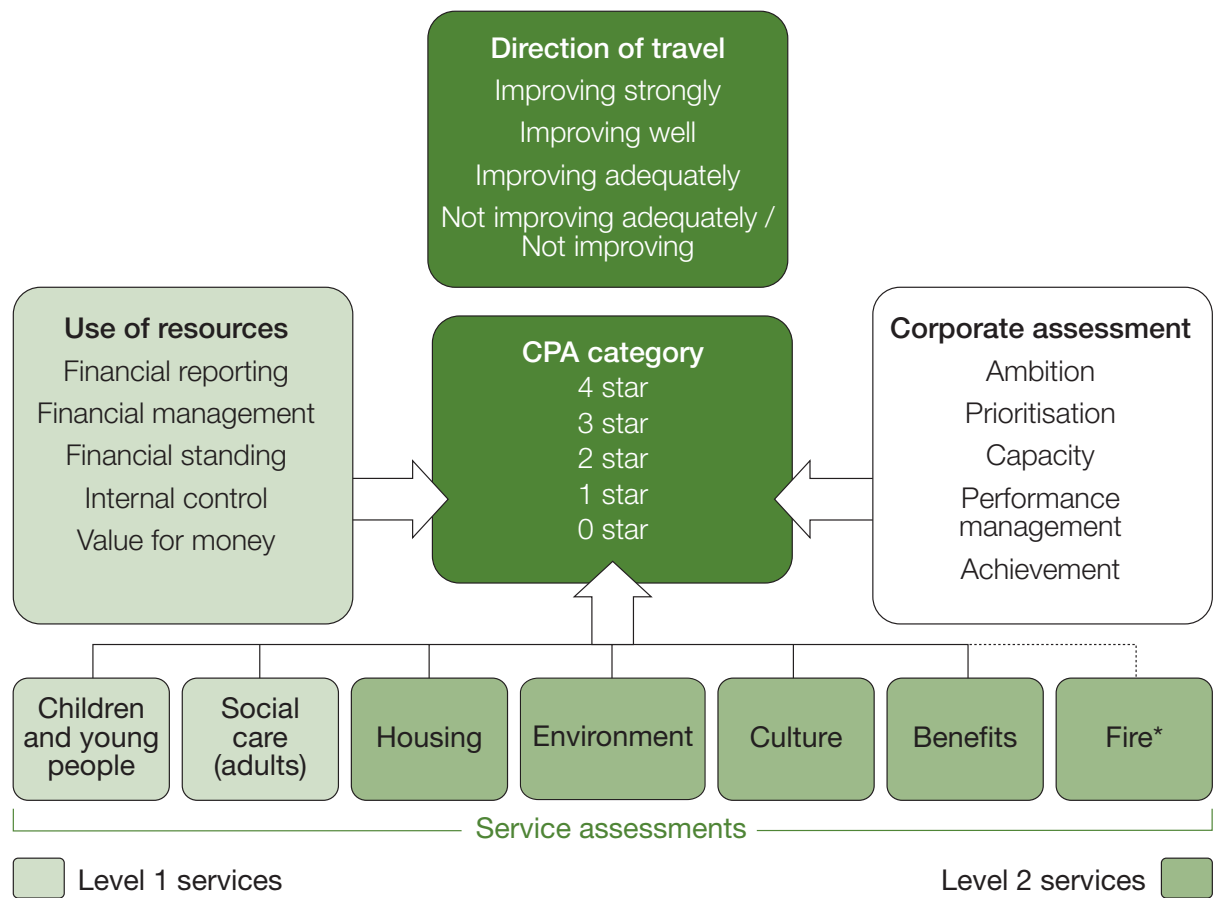 Direction of travel
Improving strongly
Improving well
Improving adequately
Not improving adequately /
Not improving
Use of resources
Financial reporting
Financial management
Financial standing
Internal control
Value for money
CPA category
4 star
3 star
2 star
1 star
0 star
Corporate assessment
Ambition
Prioritisation
Capacity
Performance
management
Achievement
Children
and young
people
Social
care
(adults)
Housing
Environment
Culture
Benefits
Fire*
Service assessments
Level 1 services
Level 2 services